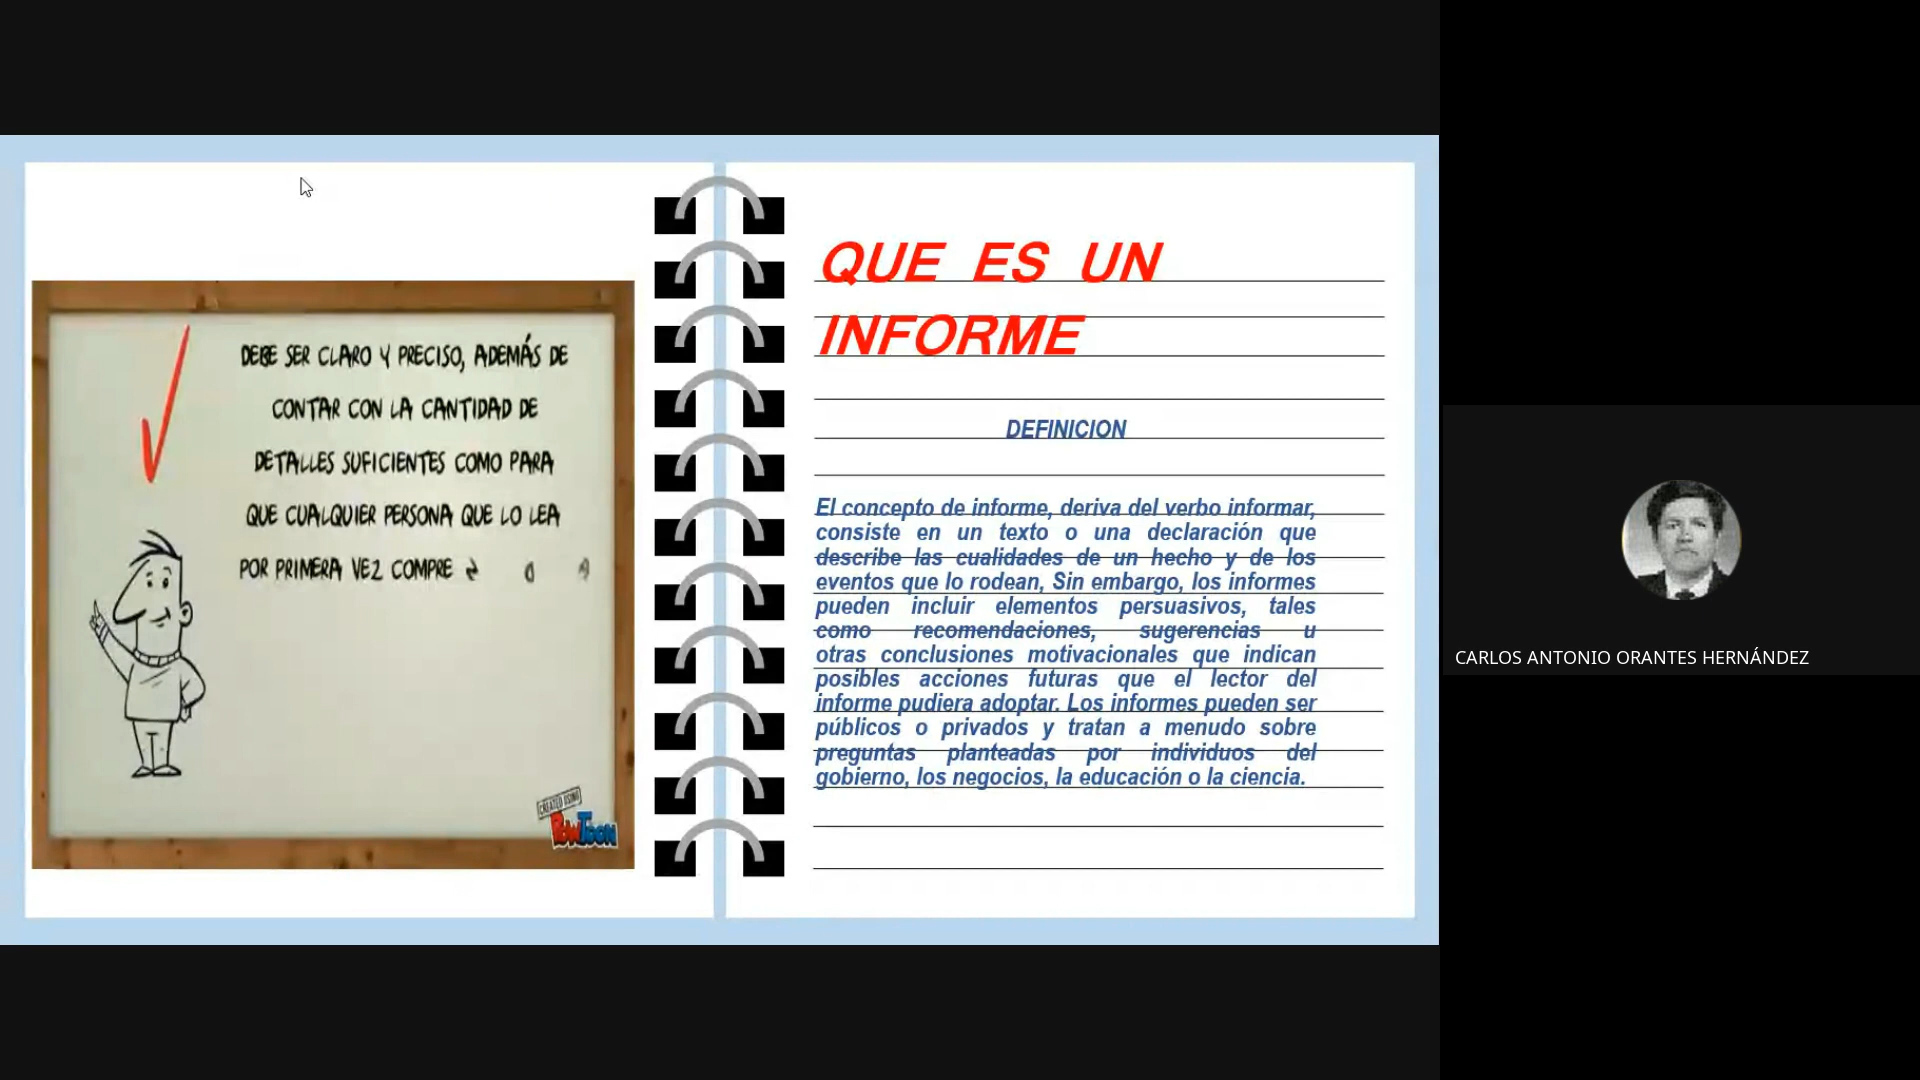 DEBE SER CLARO Y PRECISO, ADEMÁS DE
CONTAR CON LA CANTIDAD DE
DETALLES SUFICIENTES COMO PARA
QUE CUALQUIER PERSONA QUE LO LEA
POR PRIMERA VEZ COMPRE
CREATED USING
POWTOON
QUE ES UN
INFORME
DEFINICION
El concepto de informe, deriva del verbo informar,
consiste en un texto o una declaración que
describe las cualidades de un hecho y de los
eventos que lo rodean, Sin embargo, los informes
pueden incluir elementos persuasivos, tales
como recomendaciones, sugerencias u
otras conclusiones motivacionales que indican
posibles acciones futuras que el lector del
informe pudiera adoptar. Los informes pueden ser
públicos o privados y tratan a menudo sobre
preguntas planteadas por individuos del
gobierno, los negocios, la educación o la ciencia.
CARLOS ANTONIO ORANTES HERNÁNDEZ